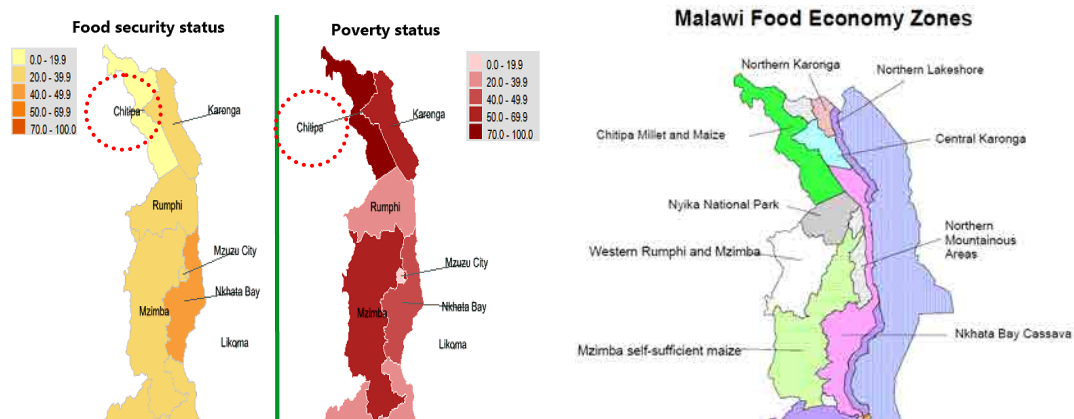 Food security status
0.0 - 19.9
20.0 - 39.9
40.0 - 49.9
50.0 - 69.9
70.0 - 100.0
Chitipa
Karenga
Rumphi
Mzuzu City
Nkhata Bay
Mzimba
Likoma
Poverty status
0.0 - 19.9
20.0 - 39.9
40.0 - 49.9
50.0 - 69.9
70.0 - 100.0
Chitipa
Karenga
Rumphi
Mzuzu City
Nkhata Bay
Mzimba
Likoma
Malawi Food Economy Zones
Northern Karonga
Northern Lakeshore
Chitipa Millet and Maize
Central Karonga
Nyika National Park
Northern
Mountainous
Areas
Western Rumphi and Mzimba
Nkhata Bay Cassava
Mzimba self-sufficient maize